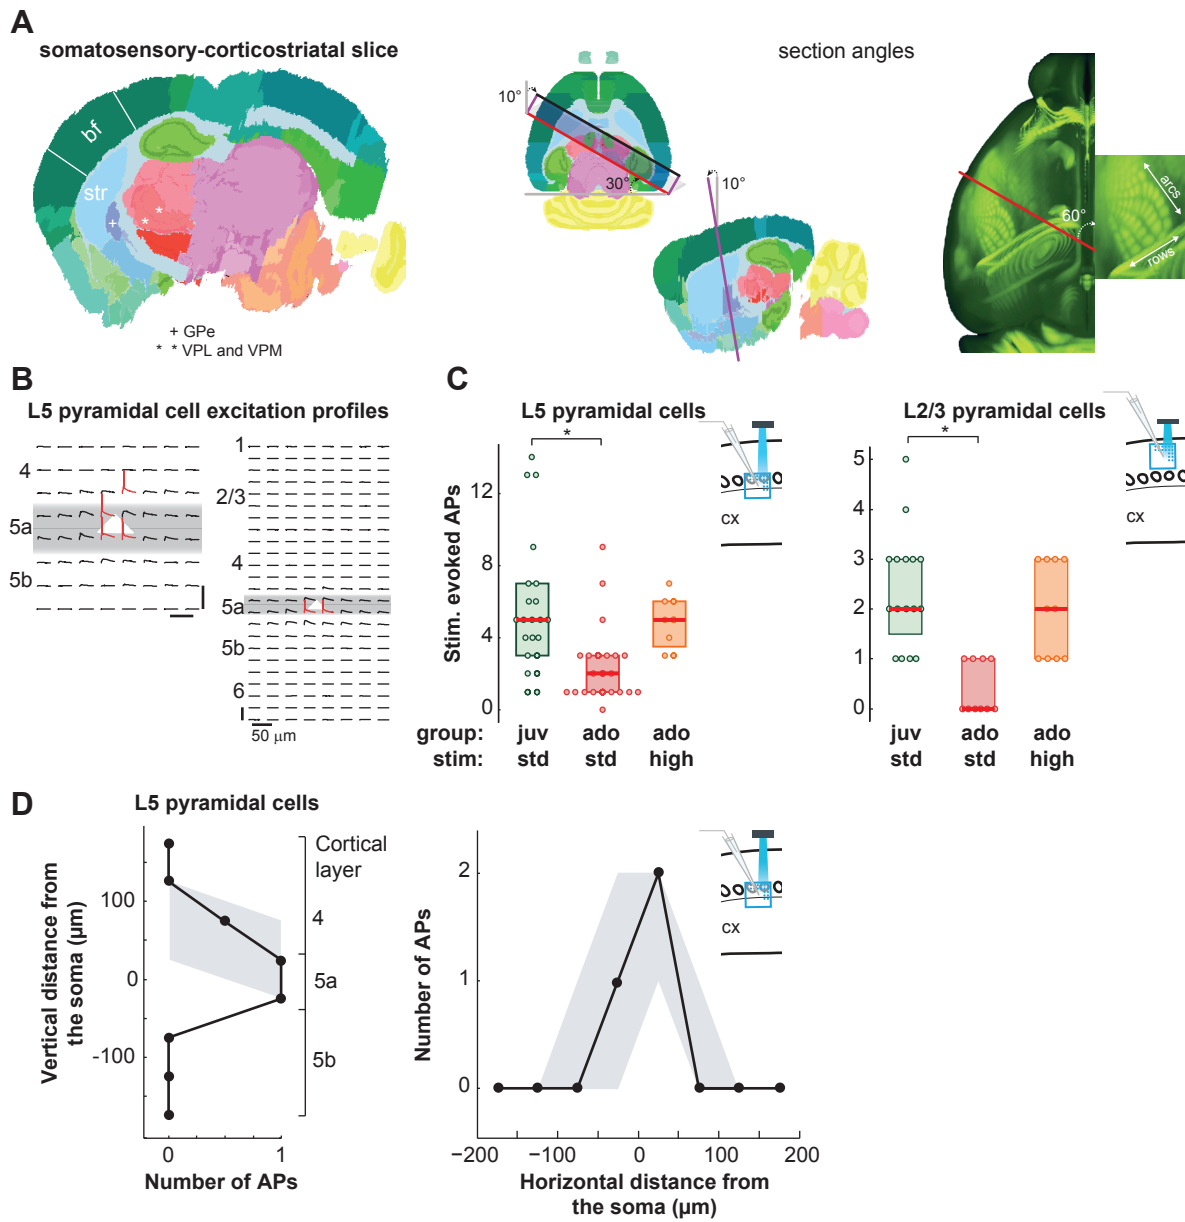 A
somatosensory-corticostriatal slice
section angles
bf
str
+
*
*
+ GPe
* * VPL and VPM
10°
30°
10°
60°
arcs
rows
B
L5 pyramidal cell excitation profiles
4
5a
5b
1
2/3
4
5a
5b
6
50 µm
C
L5 pyramidal cells
*
Stim. evoked APs
12
8
4
0
cx
group: juv ado ado
stim: std std high
L2/3 pyramidal cells
*
5
4
3
2
1
0
cx
juv ado ado
std std high
D
L5 pyramidal cells
Vertical distance from
the soma (µm)
100
0
-100
Cortical
layer
4
5a
5b
0 1
Number of APs
Number of APs
2
1
0
cx
−200 −100 0 100 200
Horizontal distance from
the soma (µm)